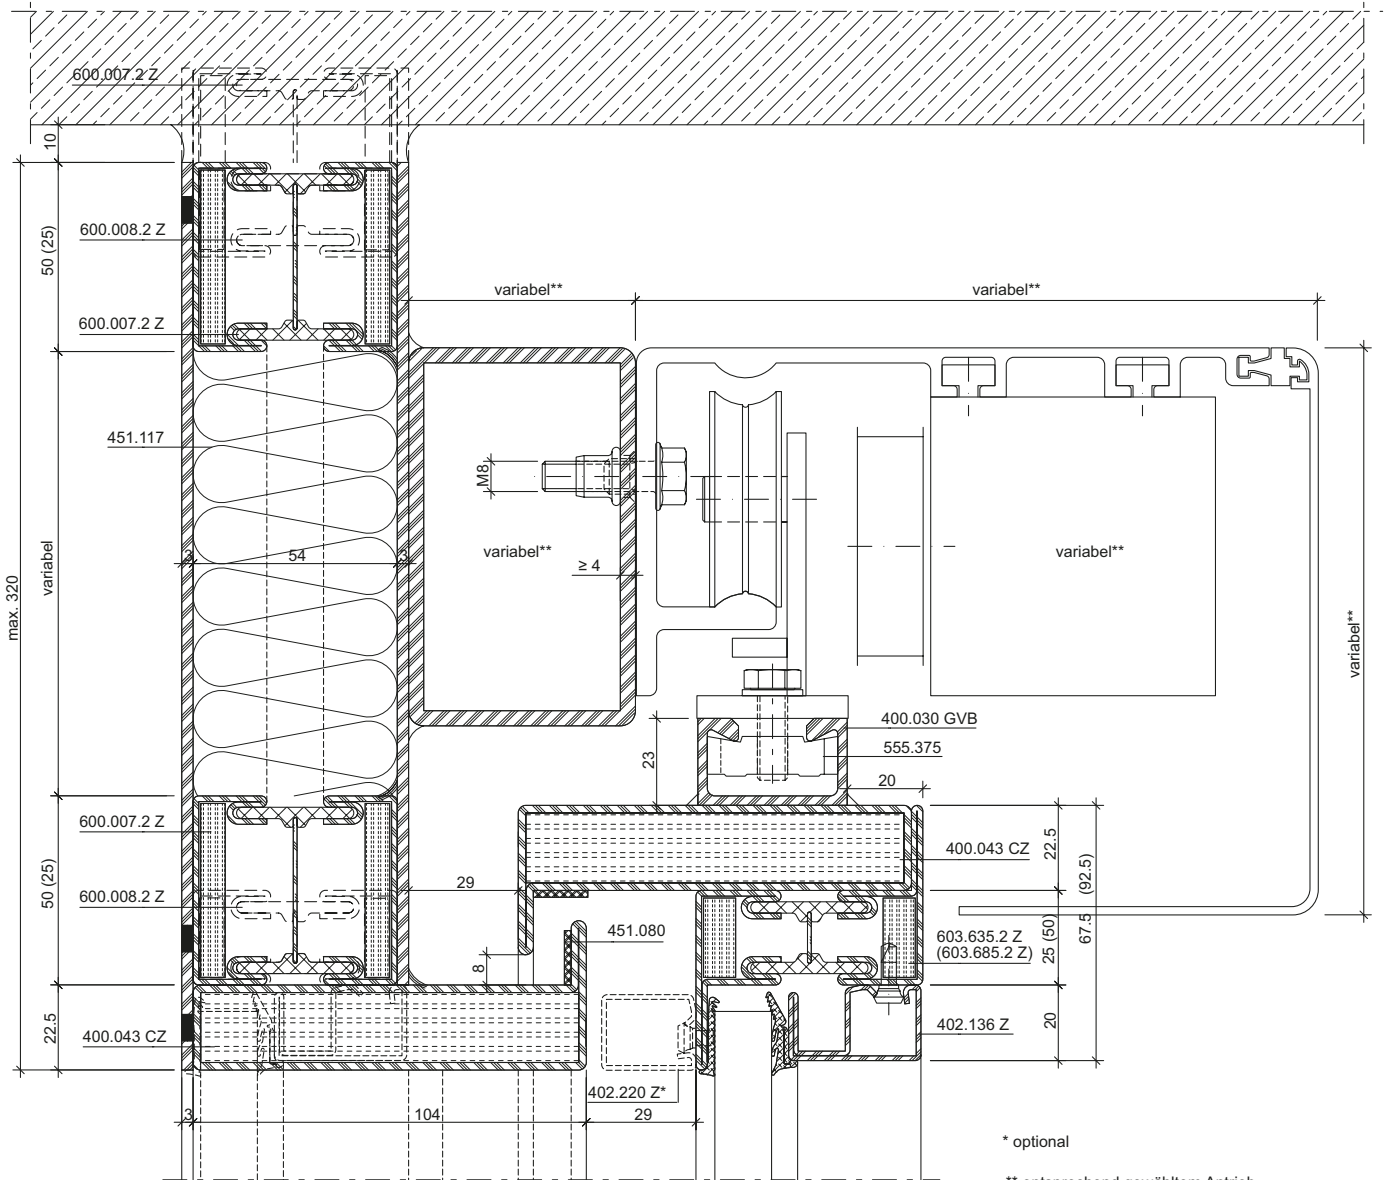 600.007.2 Z
10
600.008.2 Z
50 (25)
variabel**
variabel**
600.007.2 Z
451.117
M8
3
54
3
variabel**
≥ 4
variabel**
variabel
max. 320
variabel**
400.030 GVB
555.375
23
20
600.007.2 Z
22.5
400.043 CZ
(92.5)
50 (25)
29
600.008.2 Z
451.080
603.635.2 Z
(603.685.2 Z)
25 (50)
67.5
8
22.5
400.043 CZ
402.136 Z
20
402.220 Z*
3
104
29
* optional
** entsprechend gewähltem Antrieb